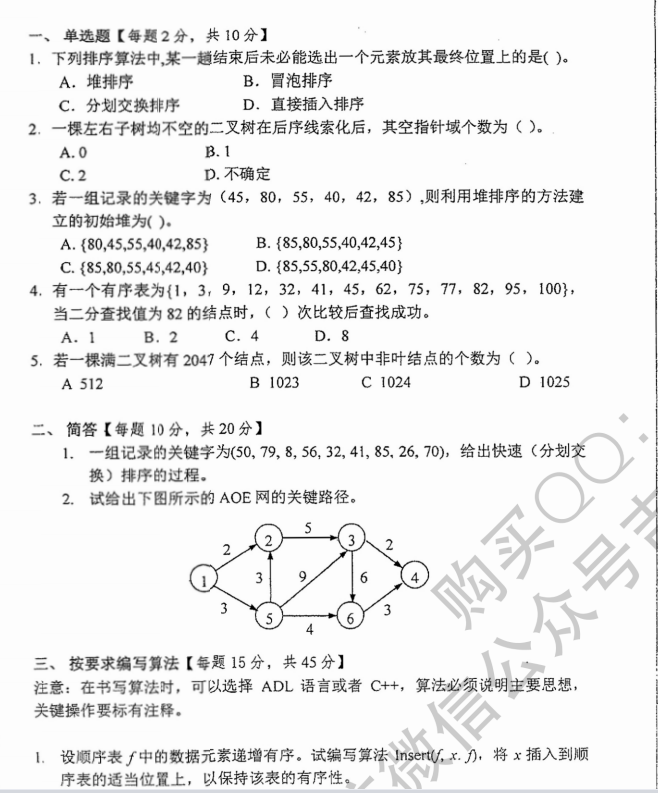 一、 单选题【每题 2 分，共 10 分】
1. 下列排序算法中,某一趟结束后未必能选出一个元素放其最终位置上的是( )。
A. 堆排序 B. 冒泡排序
C. 分划交换排序 D. 直接插入排序
2. 一棵左右子树均不空的二叉树在后序线索化后，其空指针域个数为（ ）。
A. 0 B. 1
C. 2 D. 不确定
3. 若一组记录的关键字为（45，80，55，40，42，85）,则利用堆排序的方法建
立的初始堆为( )。
A. {80,45,55,40,42,85} B. {85,80,55,40,42,45}
C. {85,80,55,45,42,40} D. {85,55,80,42,45,40}
4. 有一个有序表为{1，3，9，12，32，41，45，62，75，77，82，95，100}，
当二分查找值为 82 的结点时，（ ）次比较后查找成功。
A. 1 B. 2 C. 4 D. 8
5. 若一棵满二叉树有 2047 个结点，则该二叉树中非叶结点的个数为（ ）。
A 512 B 1023 C 1024 D 1025
二、 简答【每题 10 分，共 20 分】
1. 一组记录的关键字为(50, 79, 8, 56, 32, 41, 85, 26, 70)，给出快速（分划交
换）排序的过程。
2. 试给出下图所示的 AOE 网的关键路径。
5
2 2 3 2
1 3 9 6 4
3 5 6 3
4
三、 按要求编写算法【每题 15 分，共 45 分】
注意：在书写算法时，可以选择 ADL 语言或者 C++，算法必须说明主要思想，
关键操作要标有注释。
1. 设顺序表 f 中的数据元素递增有序。试编写算法 Insert(f, x. f)，将 x 插入到顺
序表的适当位置上，以保持该表的有序性。
购买QQ：
微信公众号